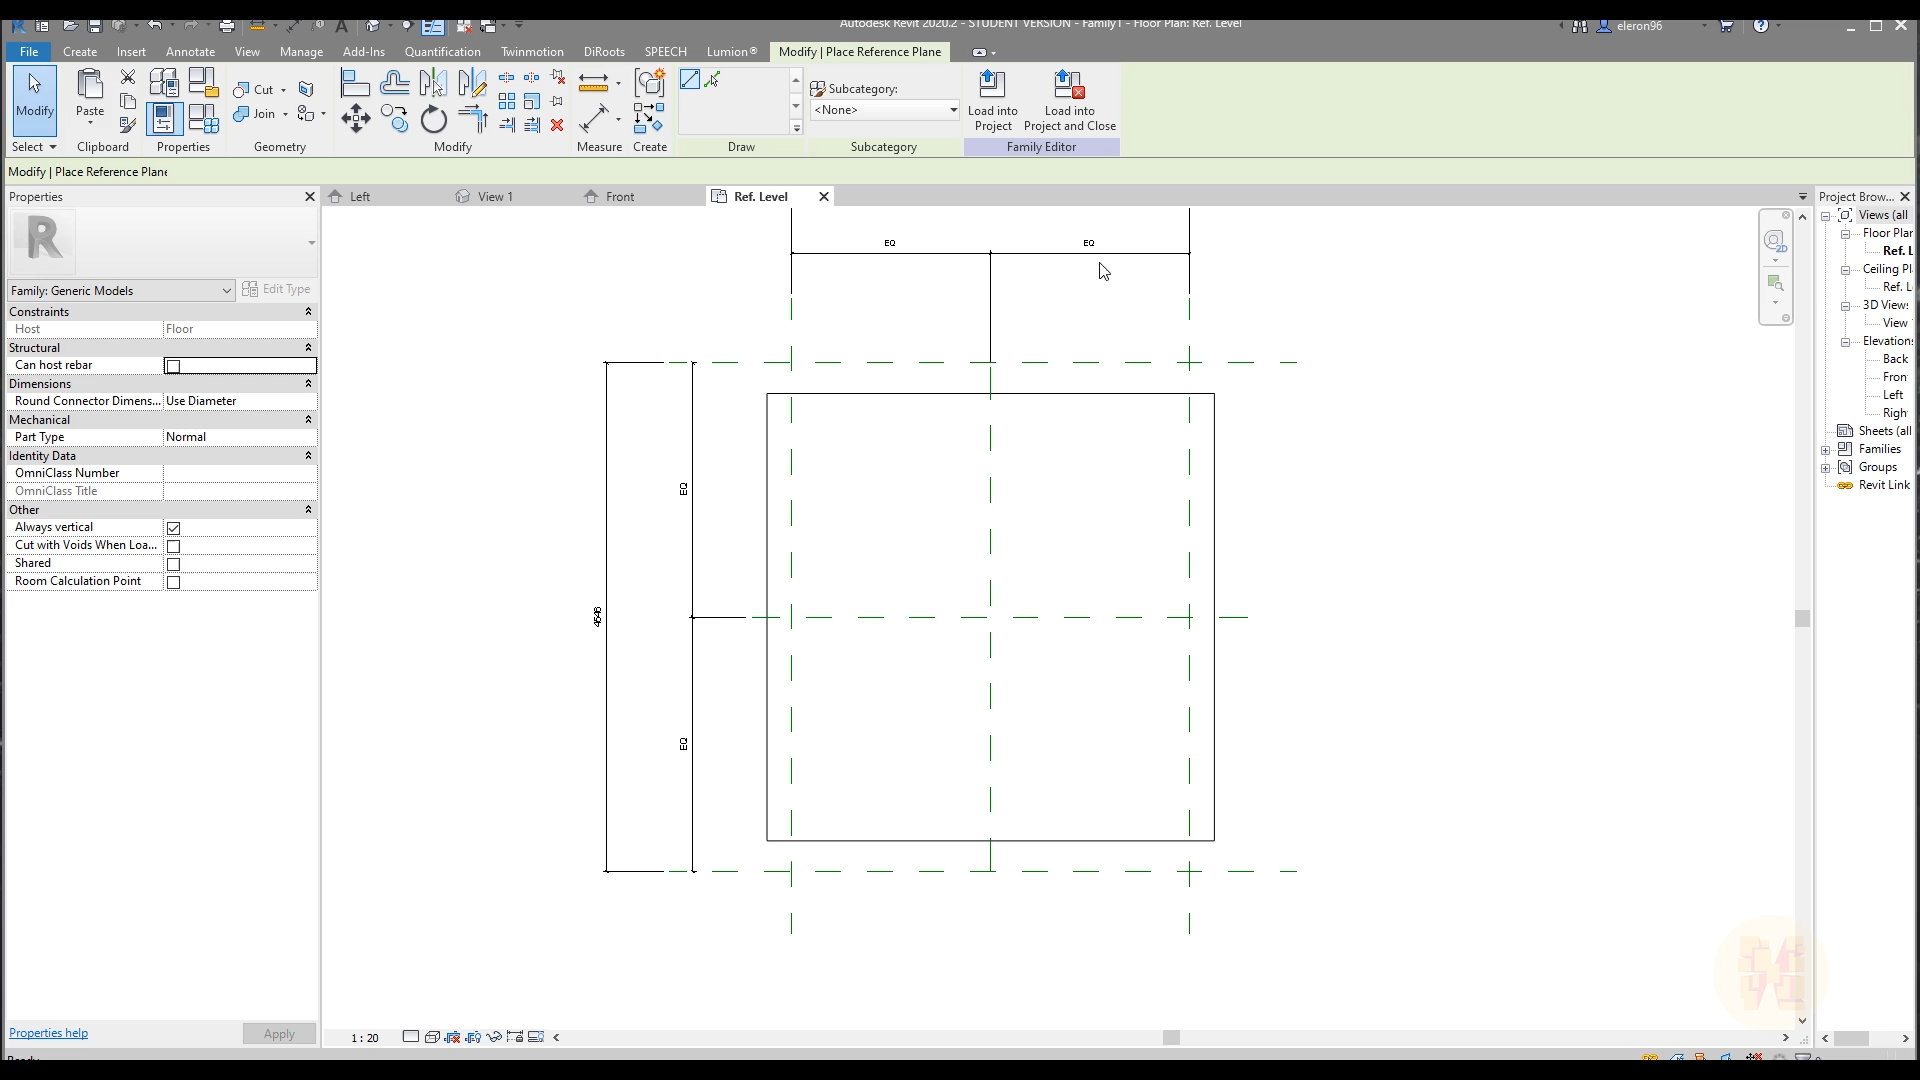 Autodesk Revit 2020.2 - STUDENT VERSION - Family1 - Floor Plan: Ref. Level
eleron96
File Create Insert Annotate View Manage Add-Ins Quantification Twinmotion DiRoots SPEECH Lumion® Modify | Place Reference Plane
Modify
Paste
Cut
Join
Subcategory:
<None>
Load into Project
Load into Project and Close
Select Clipboard Properties Geometry Modify Measure Create Draw Subcategory Family Editor
Modify | Place Reference Plane
Properties
Left View 1 Front Ref. Level
Project Brow...
Family: Generic Models
Edit Type
Constraints
Host Floor
Structural
Can host rebar
Dimensions
Round Connector Dimens... Use Diameter
Mechanical
Part Type Normal
Identity Data
OmniClass Number
OmniClass Title
Other
Always vertical
Cut with Voids When Loa...
Shared
Room Calculation Point
Properties help
Apply
EQ EQ
EQ
4646
EQ
Views (all
Floor Plan
Ref. L
Ceiling Pl
Ref. L
3D Views
View
Elevations
Back
Fron
Left
Righ
Sheets (all
Families
Groups
Revit Link
2D
1 : 20